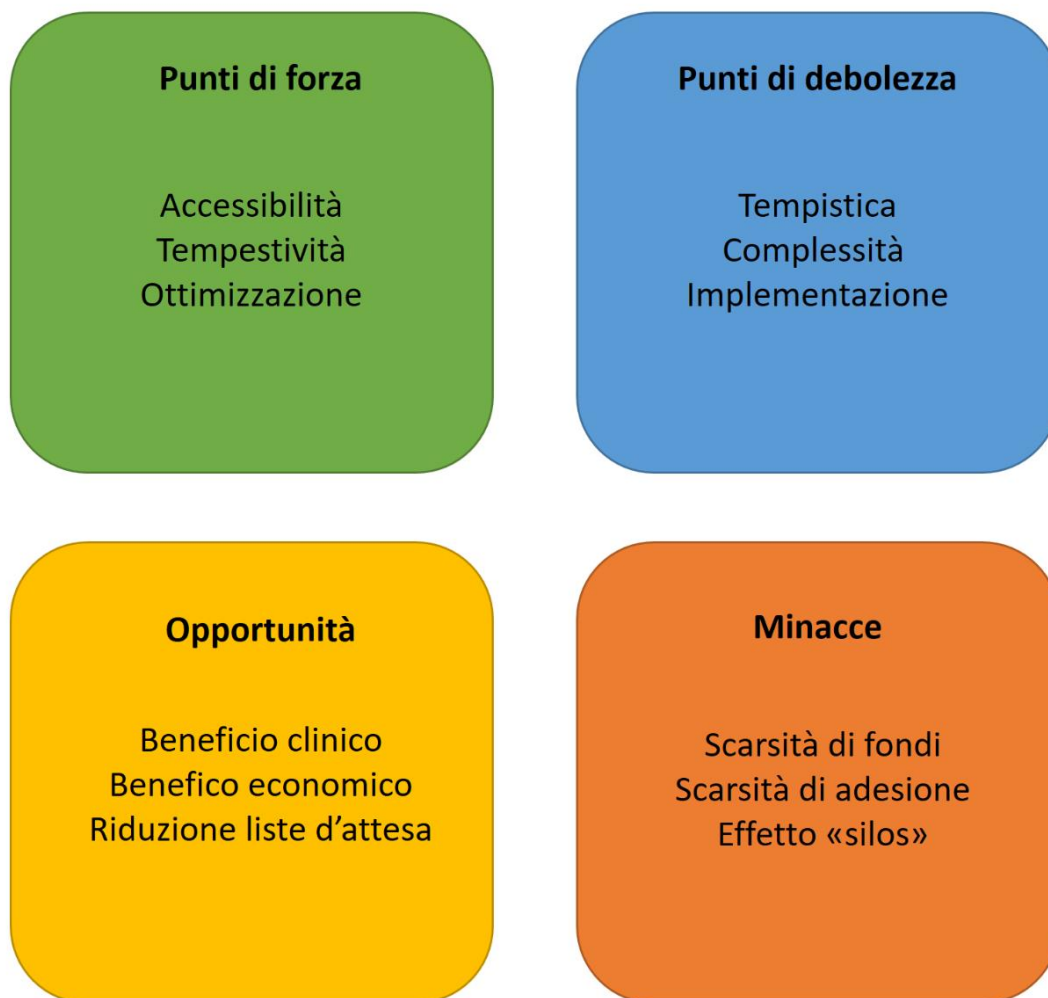 Punti di forza
Accessibilità
Tempestività
Ottimizzazione
Punti di debolezza
Tempistica
Complessità
Implementazione
Opportunità
Beneficio clinico
Benefico economico
Riduzione liste d’attesa
Minacce
Scarsità di fondi
Scarsità di adesione
Effetto «silos»